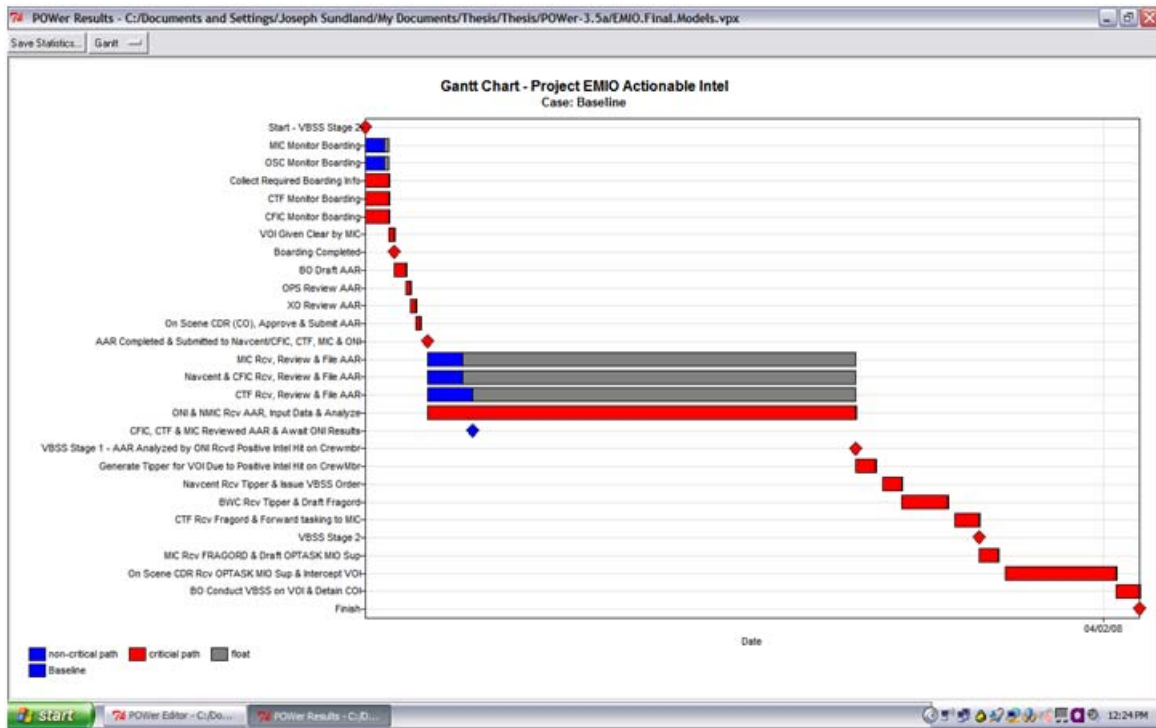 POWer Results - C:/Documents and Settings/Joseph Sundland/My Documents/Thesis/Thesis/POWer-3.5a/EMIO.Final.Models.vpx
Save Statistics... Gantt
Gantt Chart - Project EMIO Actionable Intel
Case: Baseline
Start - VBSS Stage 2
MIC Monitor Boarding
OSC Monitor Boarding
Collect Required Boarding Info
CTF Monitor Boarding
CFIC Monitor Boarding
VOI Given Clear by MIC
Boarding Completed
BO Draft AAR
OPS Review AAR
XO Review AAR
On Scene CDR (CO), Approve & Submit AAR
AAR Completed & Submitted to Navcent/CFIC, CTF, MIC & ONI
MIC Rcv, Review & File AAR
Navcent & CFIC Rcv, Review & File AAR
CTF Rcv, Review & File AAR
ONI & NMIC Rcv AAR, Input Data & Analyze
CFIC, CTF & MIC Reviewed AAR & Await ONI Results
VBSS Stage 1 - AAR Analyzed by ONI Rcvd Positive Intel Hit on Crewmbr
Generate Tipper for VOI Due to Positive Intel Hit on CrewMbr
Navcent Rcv Tipper & Issue VBSS Order
BWC Rcv Tipper & Draft Fragord
CTF Rcv Fragord & Forward tasking to MIC
VBSS Stage 2
MIC Rcv FRAGORD & Draft OPTASK MIO Sup
On Scene CDR Rcv OPTASK MIO Sup & Intercept VOI
BO Conduct VBSS on VOI & Detain COI
Finish
04/02/08
Date
non-critical path criticial path float
Baseline
start POWer Editor - C:/Do... POWer Results - C:/D... 12:24 PM